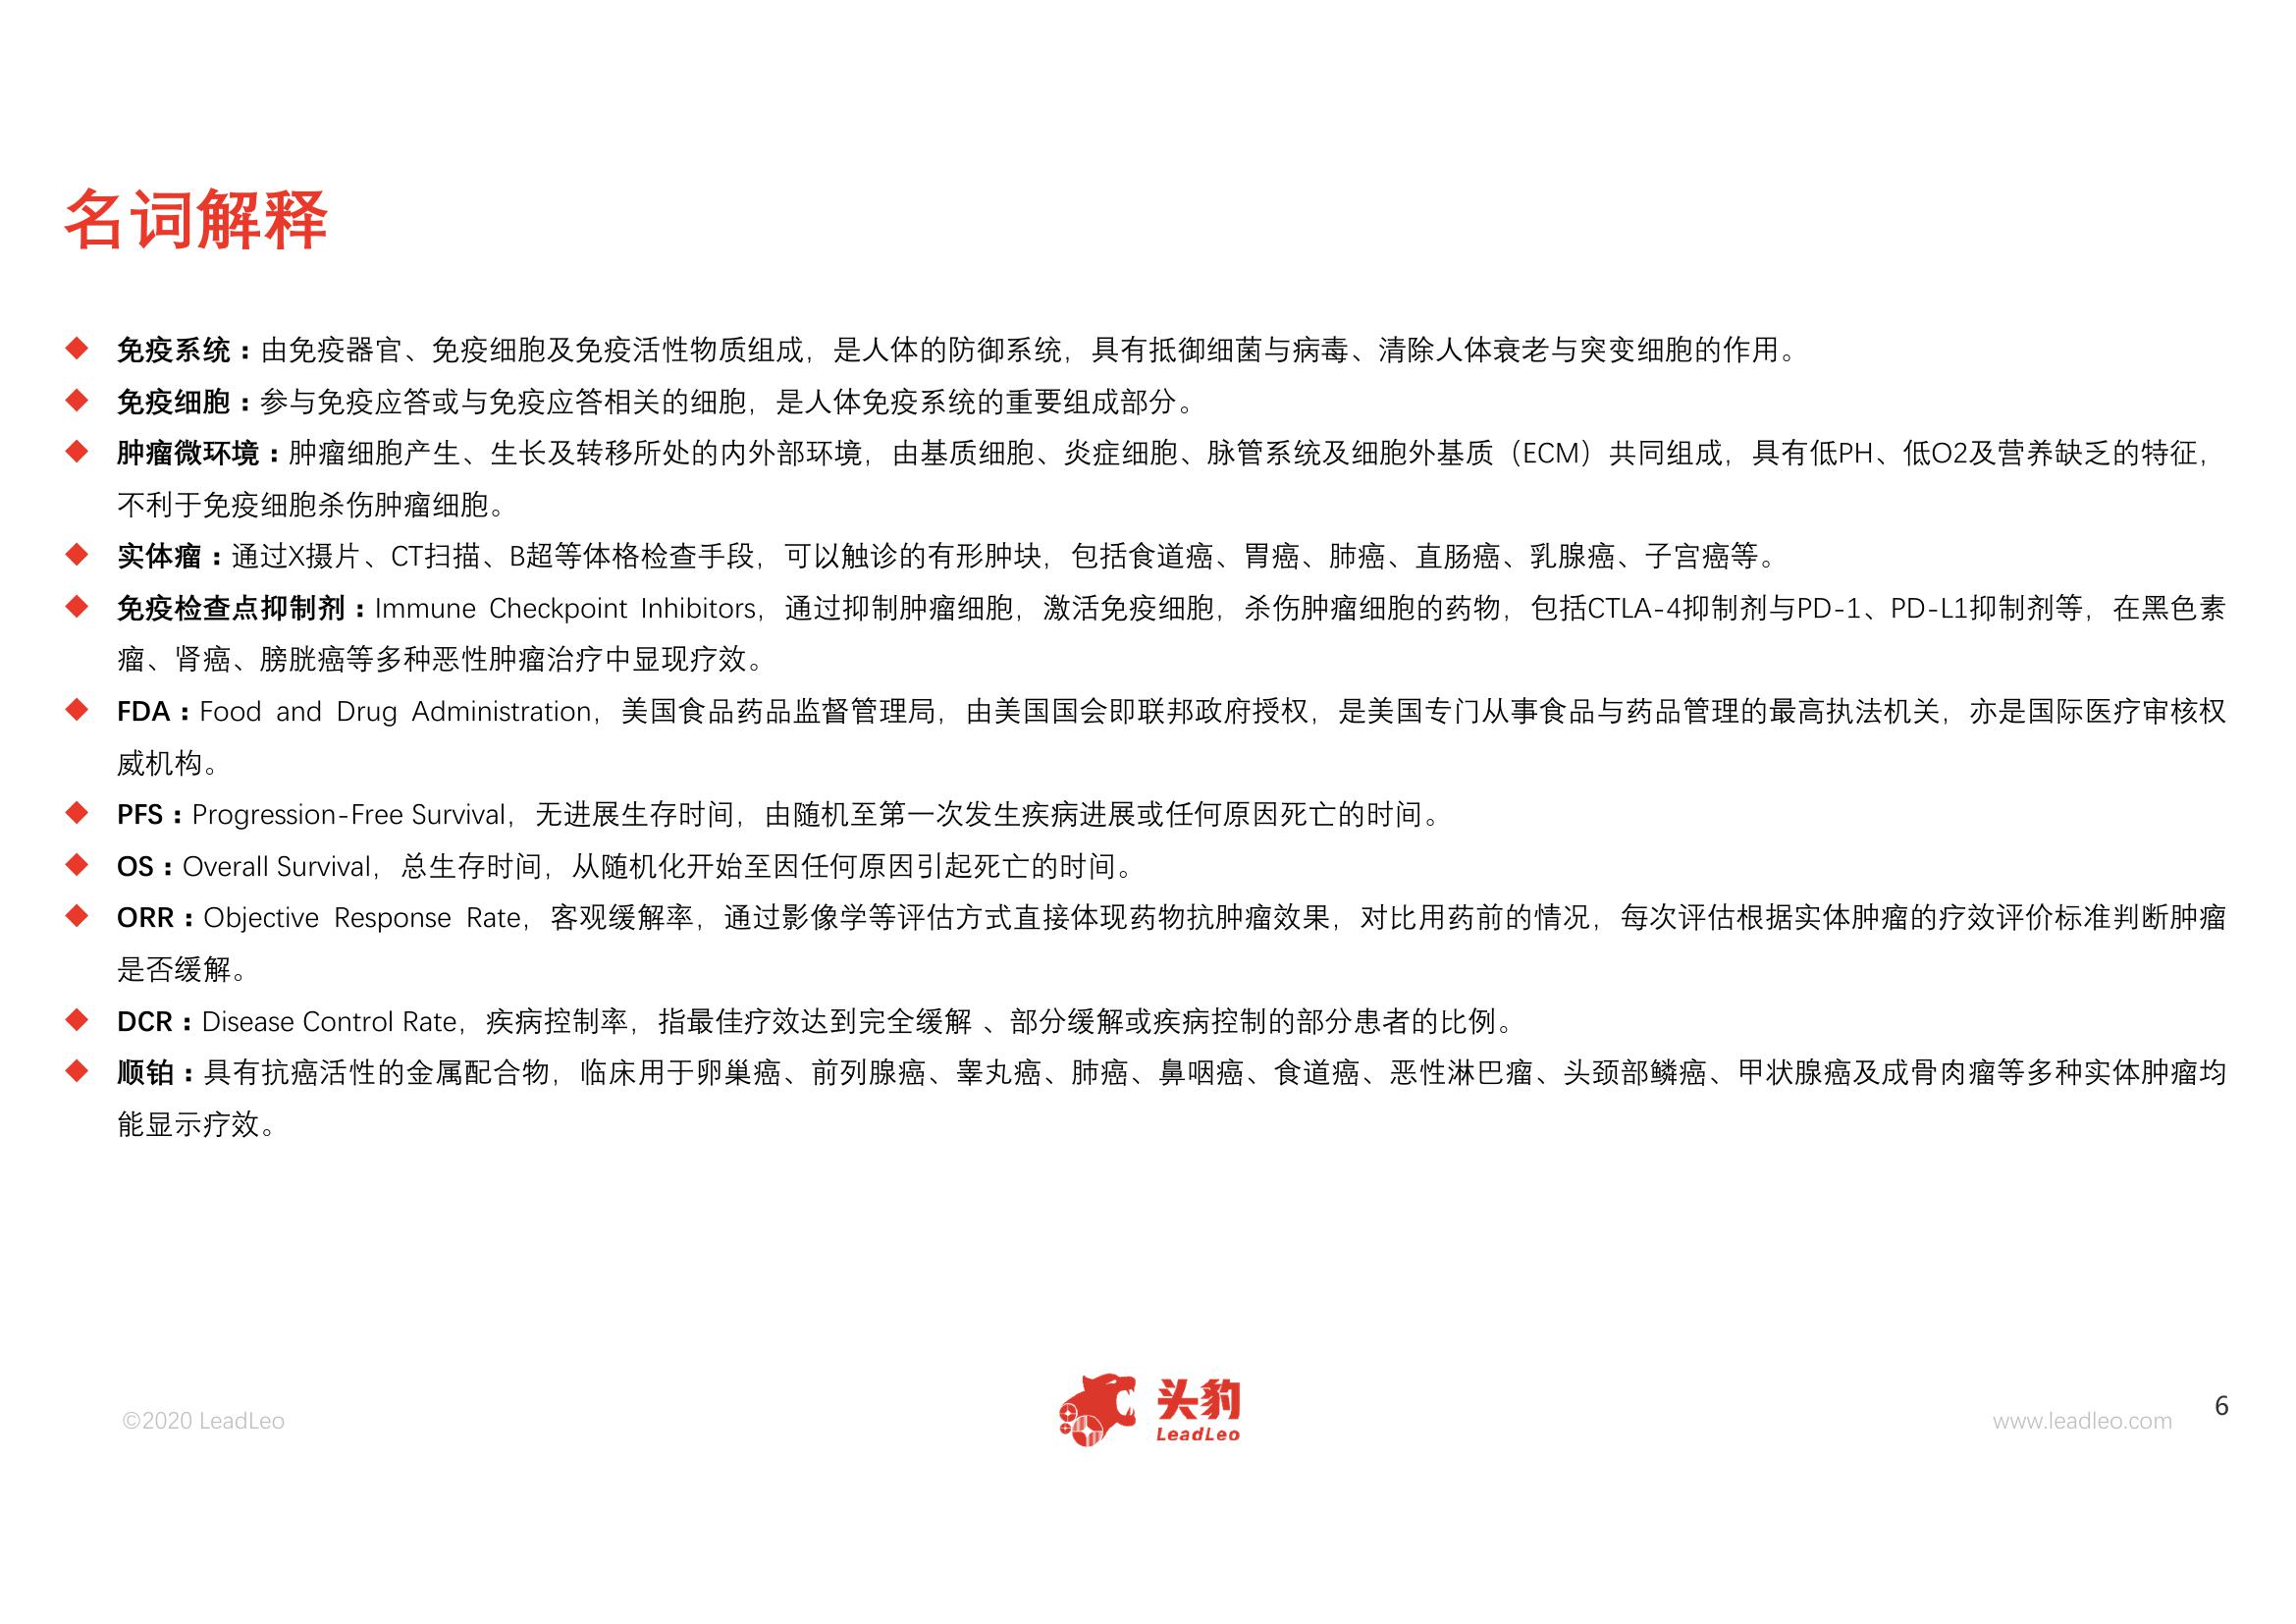 名词解释
◆ 免疫系统：由免疫器官、免疫细胞及免疫活性物质组成，是人体的防御系统，具有抵御细菌与病毒、清除人体衰老与突变细胞的作用。
◆ 免疫细胞：参与免疫应答或与免疫应答相关的细胞，是人体免疫系统的重要组成部分。
◆ 肿瘤微环境：肿瘤细胞产生、生长及转移所处的内外部环境，由基质细胞、炎症细胞、脉管系统及细胞外基质（ECM）共同组成，具有低PH、低O2及营养缺乏的特征，
不利于免疫细胞杀伤肿瘤细胞。
◆ 实体瘤：通过X摄片、CT扫描、B超等体格检查手段，可以触诊的有形肿块，包括食道癌、胃癌、肺癌、直肠癌、乳腺癌、子宫癌等。
◆ 免疫检查点抑制剂：Immune Checkpoint Inhibitors，通过抑制肿瘤细胞，激活免疫细胞，杀伤肿瘤细胞的药物，包括CTLA-4抑制剂与PD-1、PD-L1抑制剂等，在黑色素
瘤、肾癌、膀胱癌等多种恶性肿瘤治疗中显现疗效。
◆ FDA：Food and Drug Administration，美国食品药品监督管理局，由美国国会即联邦政府授权，是美国专门从事食品与药品管理的最高执法机关，亦是国际医疗审核权
威机构。
◆ PFS：Progression-Free Survival，无进展生存时间，由随机至第一次发生疾病进展或任何原因死亡的时间。
◆ OS：Overall Survival，总生存时间，从随机化开始至因任何原因引起死亡的时间。
◆ ORR：Objective Response Rate，客观缓解率，通过影像学等评估方式直接体现药物抗肿瘤效果，对比用药前的情况，每次评估根据实体肿瘤的疗效评价标准判断肿瘤
是否缓解。
◆ DCR：Disease Control Rate，疾病控制率，指最佳疗效达到完全缓解 、部分缓解或疾病控制的部分患者的比例。
◆ 顺铂：具有抗癌活性的金属配合物，临床用于卵巢癌、前列腺癌、睾丸癌、肺癌、鼻咽癌、食道癌、恶性淋巴瘤、头颈部鳞癌、甲状腺癌及成骨肉瘤等多种实体肿瘤均
能显示疗效。
©2020 LeadLeo
头豹
LeadLeo
www.leadleo.com
6